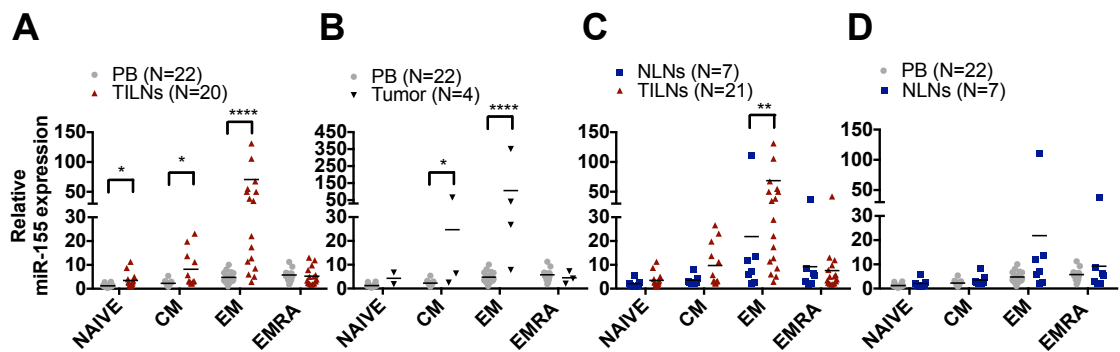 A
B
C
D
PB (N=22)
TILNs (N=20)
PB (N=22)
Tumor (N=4)
NLNs (N=7)
TILNs (N=21)
PB (N=22)
NLNs (N=7)
Relative
miR-155 expression
150
100
50
30
20
10
0
*
*
****
NAIVE
CM
EM
EMRA
450
350
250
150
50
30
20
10
0
*
****
NAIVE
CM
EM
EMRA
150
100
50
30
20
10
0
**
NAIVE
CM
EM
EMRA
150
100
50
30
20
10
0
NAIVE
CM
EM
EMRA